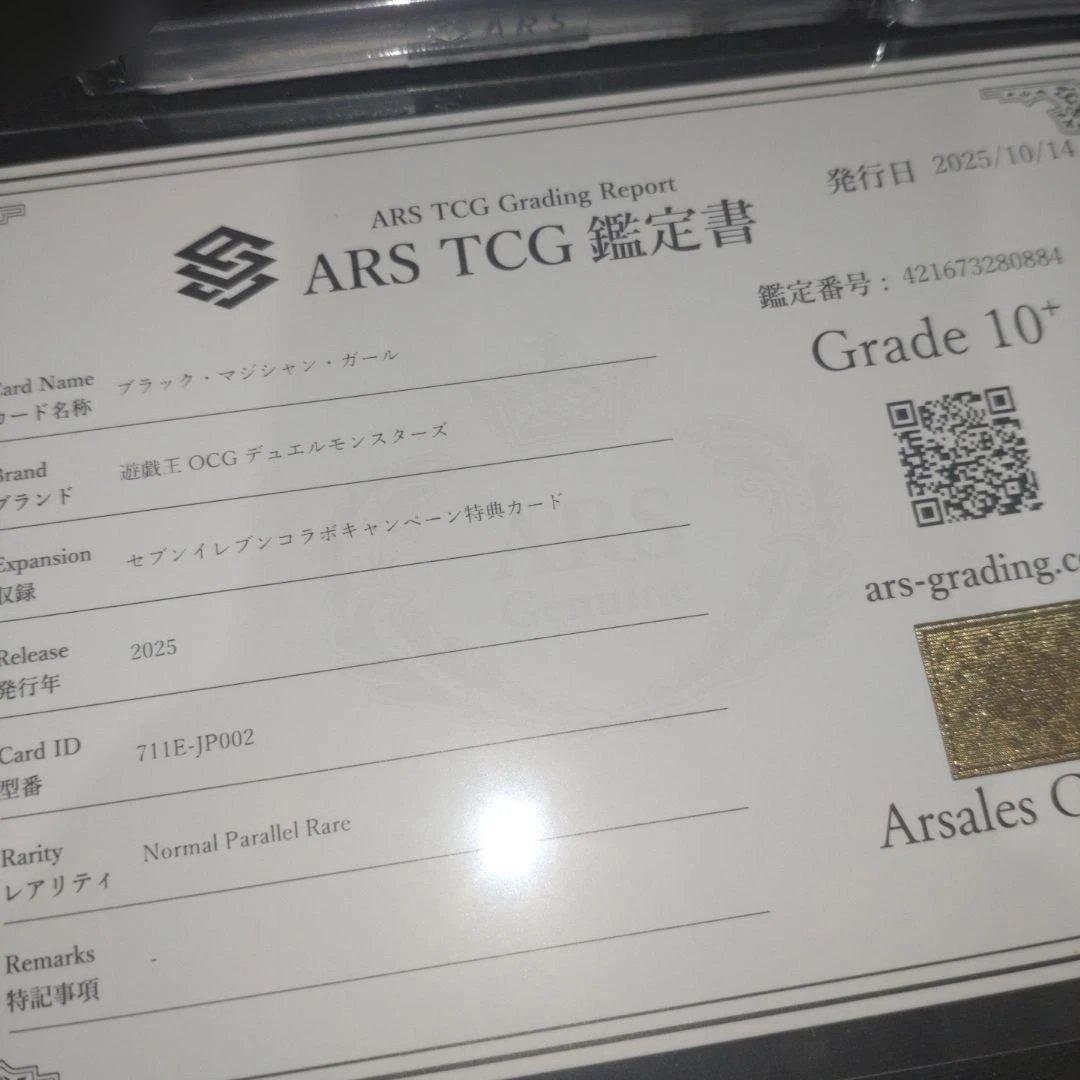 ARS
ARS TCG Grading Report
ARS TCG 鑑定書
発行日 2025/10/14
鑑定番号 : 421673280884
Grade 10+
Card Name
カード名称
ブラック・マジシャン・ガール
Brand
ブランド
遊戯王 OCG デュエルモンスターズ
Expansion
収録
セブンイレブンコラボキャンペーン特典カード
Release
発行年
2025
Card ID
型番
711E-JP002
Rarity
レアリティ
Normal Parallel Rare
Remarks
特記事項
-
ARS
Genuine
ars-grading.c
Arsales